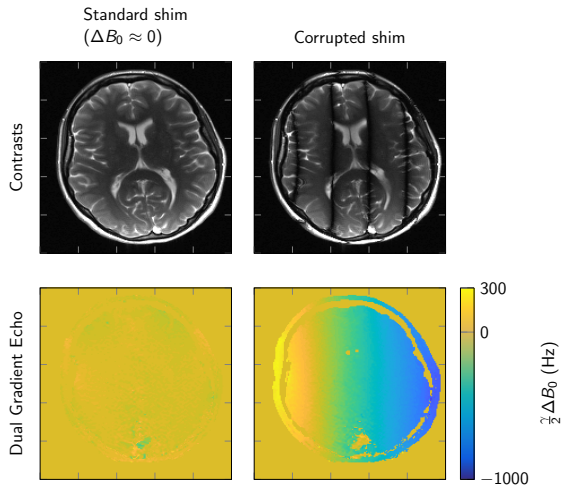 Standard shim
(ΔB₀ ≈ 0)
Corrupted shim
Contrasts
Dual Gradient Echo
300
0
−1000
γ/2 ΔB₀ (Hz)